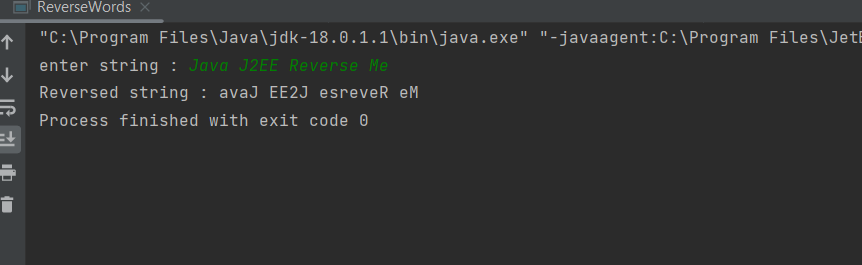 ReverseWords
"C:\Program Files\Java\jdk-18.0.1.1\bin\java.exe" "-javaagent:C:\Program Files\JetB
enter string : Java J2EE Reverse Me
Reversed string : avaJ EE2J esreveR eM
Process finished with exit code 0